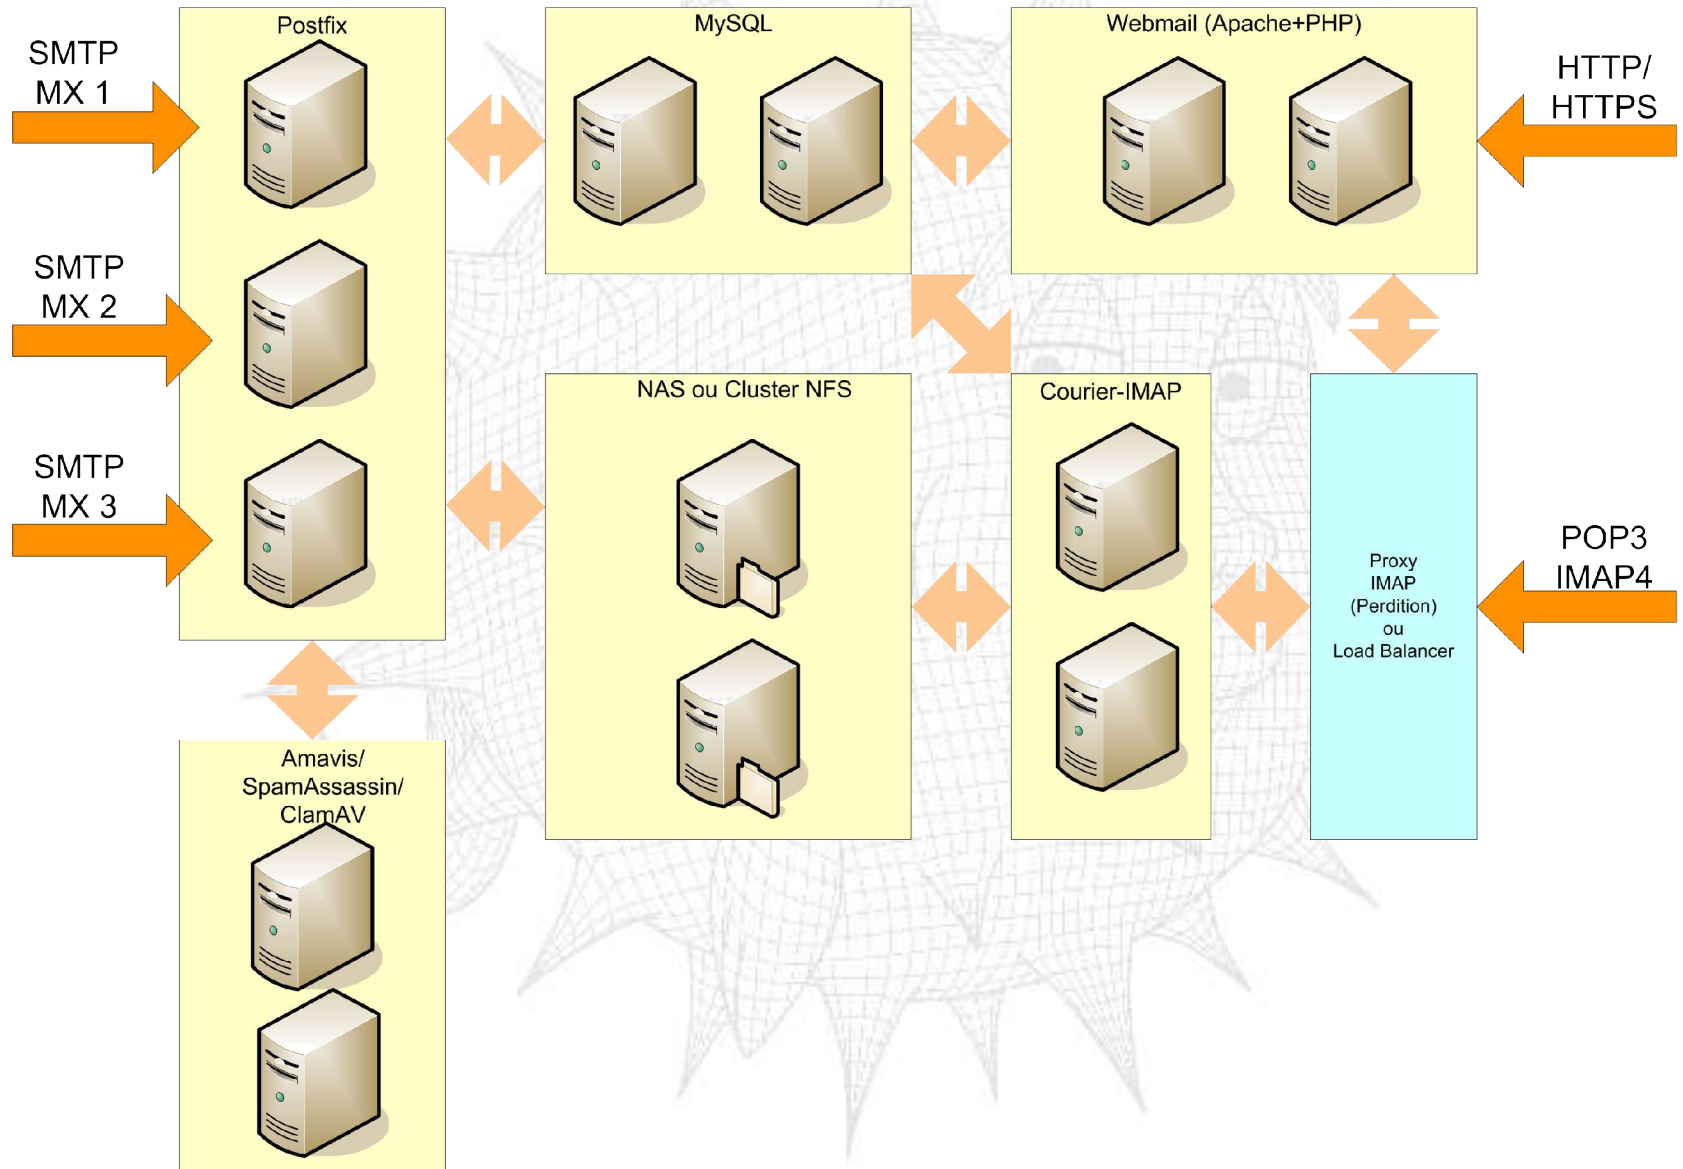 Postfix
MySQL
Webmail (Apache+PHP)
SMTP
MX 1
HTTP/
HTTPS
SMTP
MX 2
NAS ou Cluster NFS
Courier-IMAP
SMTP
MX 3
Proxy
IMAP
(Perdition)
ou
Load Balancer
POP3
IMAP4
Amavis/
SpamAssassin/
ClamAV